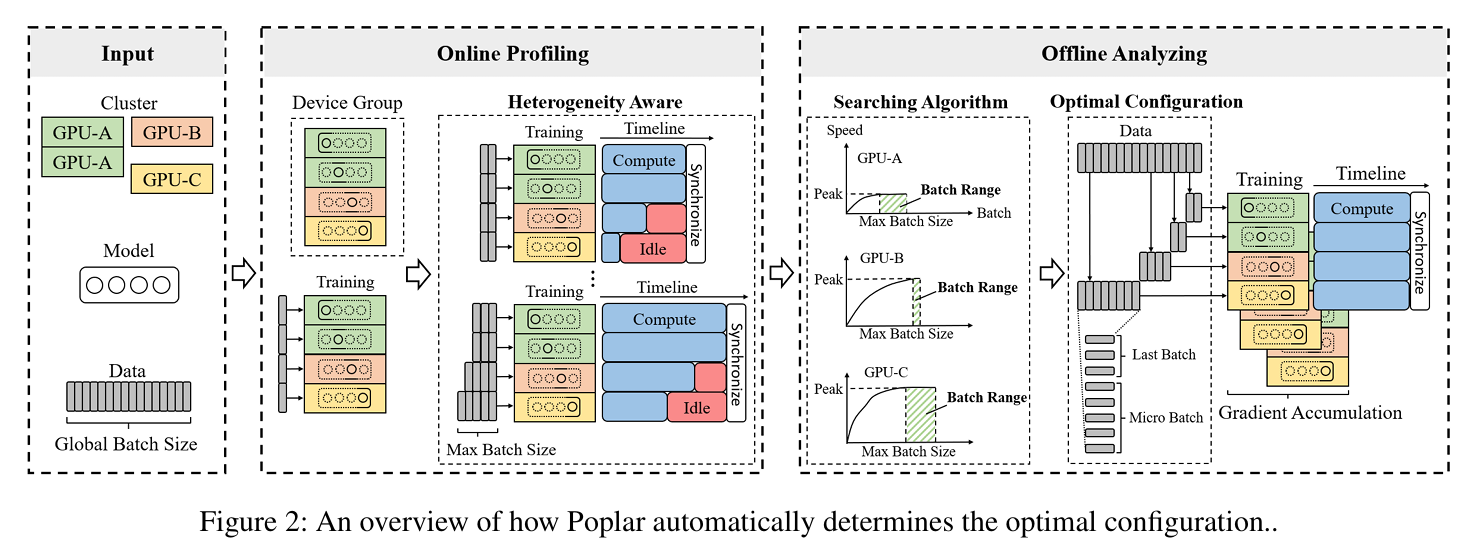 Input
Cluster
GPU-A
GPU-B
GPU-A
GPU-C
Model
Data
Global Batch Size
Online Profiling
Device Group
Training
Heterogeneity Aware
Training
Timeline
Compute
Idle
Synchronize
Training
Timeline
Compute
Idle
Synchronize
Max Batch Size
Offline Analyzing
Searching Algorithm
Speed
GPU-A
Peak
Batch Range
Batch
Max Batch Size
GPU-B
Peak
Batch Range
Max Batch Size
GPU-C
Peak
Batch Range
Max Batch Size
Optimal Configuration
Data
Last Batch
Micro Batch
Training
Timeline
Compute
Synchronize
Gradient Accumulation
Figure 2: An overview of how Poplar automatically determines the optimal configuration..